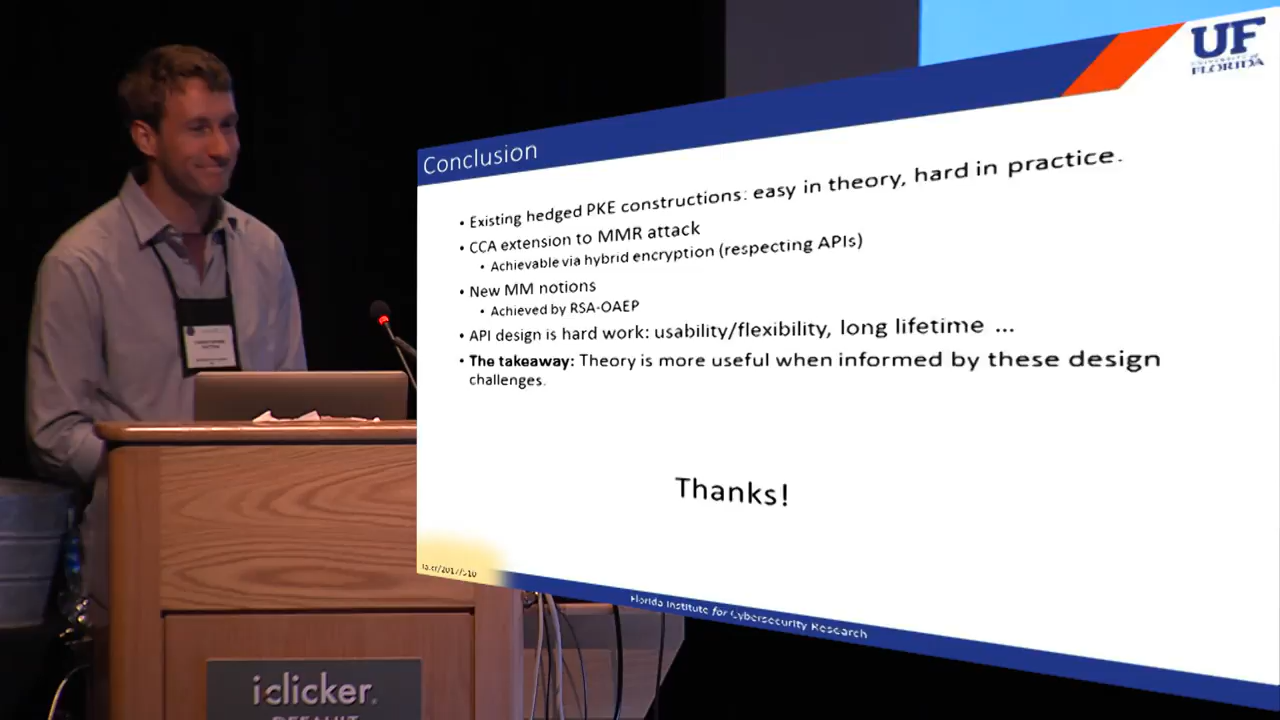 UF
UNIVERSITY of
FLORIDA
Conclusion
• Existing hedged PKE constructions: easy in theory, hard in practice.
• CCA extension to MMR attack
• Achievable via hybrid encryption (respecting APIs)
• New MM notions
• Achieved by RSA-OAEP
• API design is hard work: usability/flexibility, long lifetime ...
• The takeaway: Theory is more useful when informed by these design
challenges.
Thanks!
Florida Institute for Cybersecurity Research
iclicker.
DEFAULT